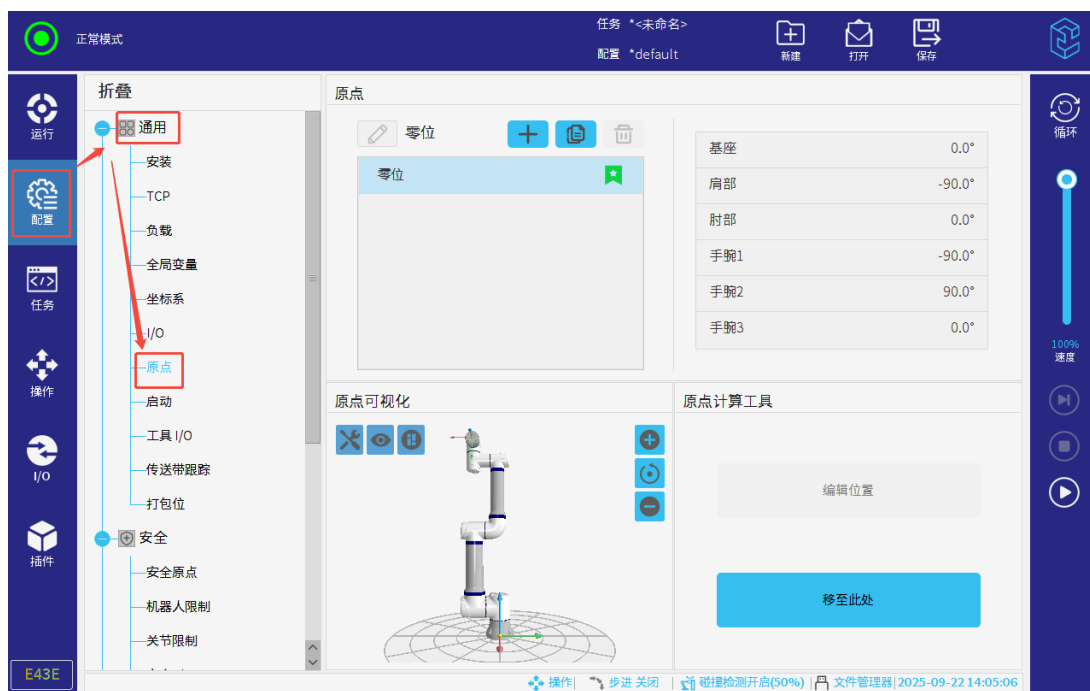 任务 *<未命名>
正常模式
配置 *default
新建
打开
保存
运行
配置
任务
操作
I/O
插件
E43E
折叠
通用
安装
TCP
负载
全局变量
坐标系
I/O
原点
启动
工具 I/O
传送带跟踪
打包位
安全
安全原点
机器人限制
关节限制
原点
零位
零位
基座 0.0°
肩部 -90.0°
肘部 0.0°
手腕1 -90.0°
手腕2 90.0°
手腕3 0.0°
原点可视化
原点计算工具
编辑位置
移至此处
循环
100%
速度
操作 步进 关闭 碰撞检测开启(50%) 文件管理器 2025-09-22 14:05:06